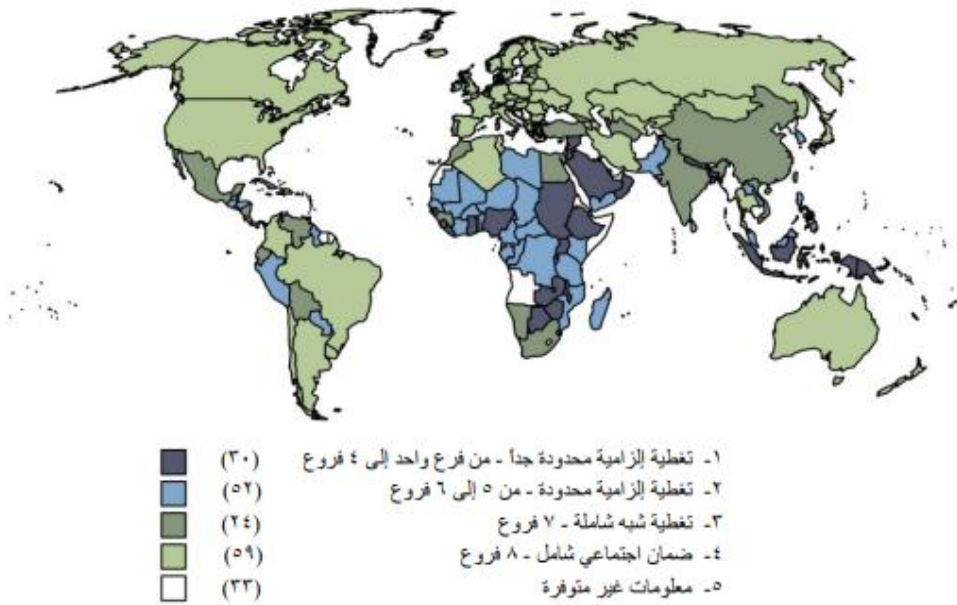 ١- تغطية إلزامية محدودة جداً - من فرع واحد إلى ٤ فروع (٣٠)
٢- تغطية إلزامية محدودة - من ٥ إلى ٦ فروع (٥٢)
٣- تغطية شبه شاملة - ٧ فروع (٢٤)
٤- ضمان اجتماعي شامل - ٨ فروع (٥٩)
٥- معلومات غير متوفرة (٣٣)